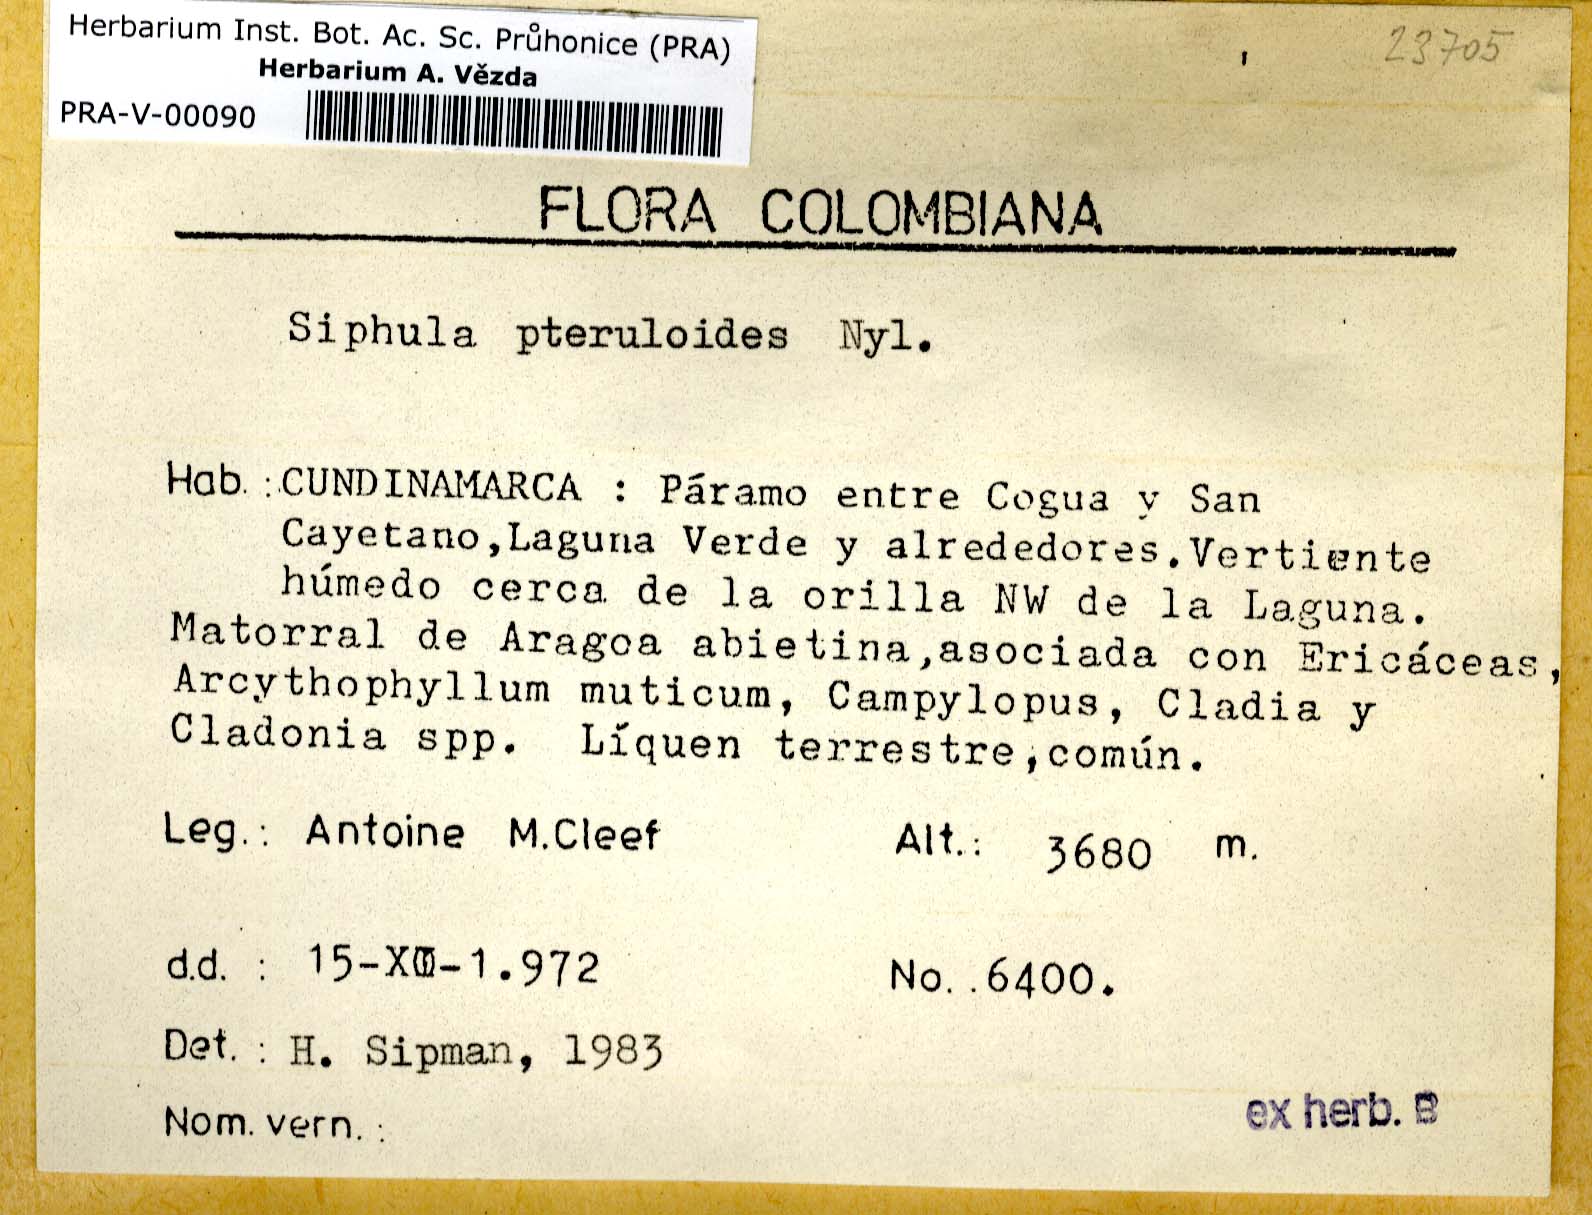 Herbarium Inst. Bot. Ac. Sc. Průhonice (PRA)
Herbarium A. Vězda
PRA-V-00090
23705
FLORA COLOMBIANA
Siphula pteruloides Nyl.
Hab.: CUNDINAMARCA : Páramo entre Cogua y San
Cayetano,Laguna Verde y alrededores.Vertiente
húmedo cerca de la orilla NW de la Laguna.
Matorral de Aragoa abietina,asociada con Ericáceas,
Arcythophyllum muticum, Campylopus, Cladia y
Cladonia spp. Líquen terrestre,común.
Leg.: Antoine M.Cleef Alt.: 3680 m.
d.d. : -1.972 No. . 6400.
Det. : H. Sipman, 1983
Nom. vern. :
ex herb. B